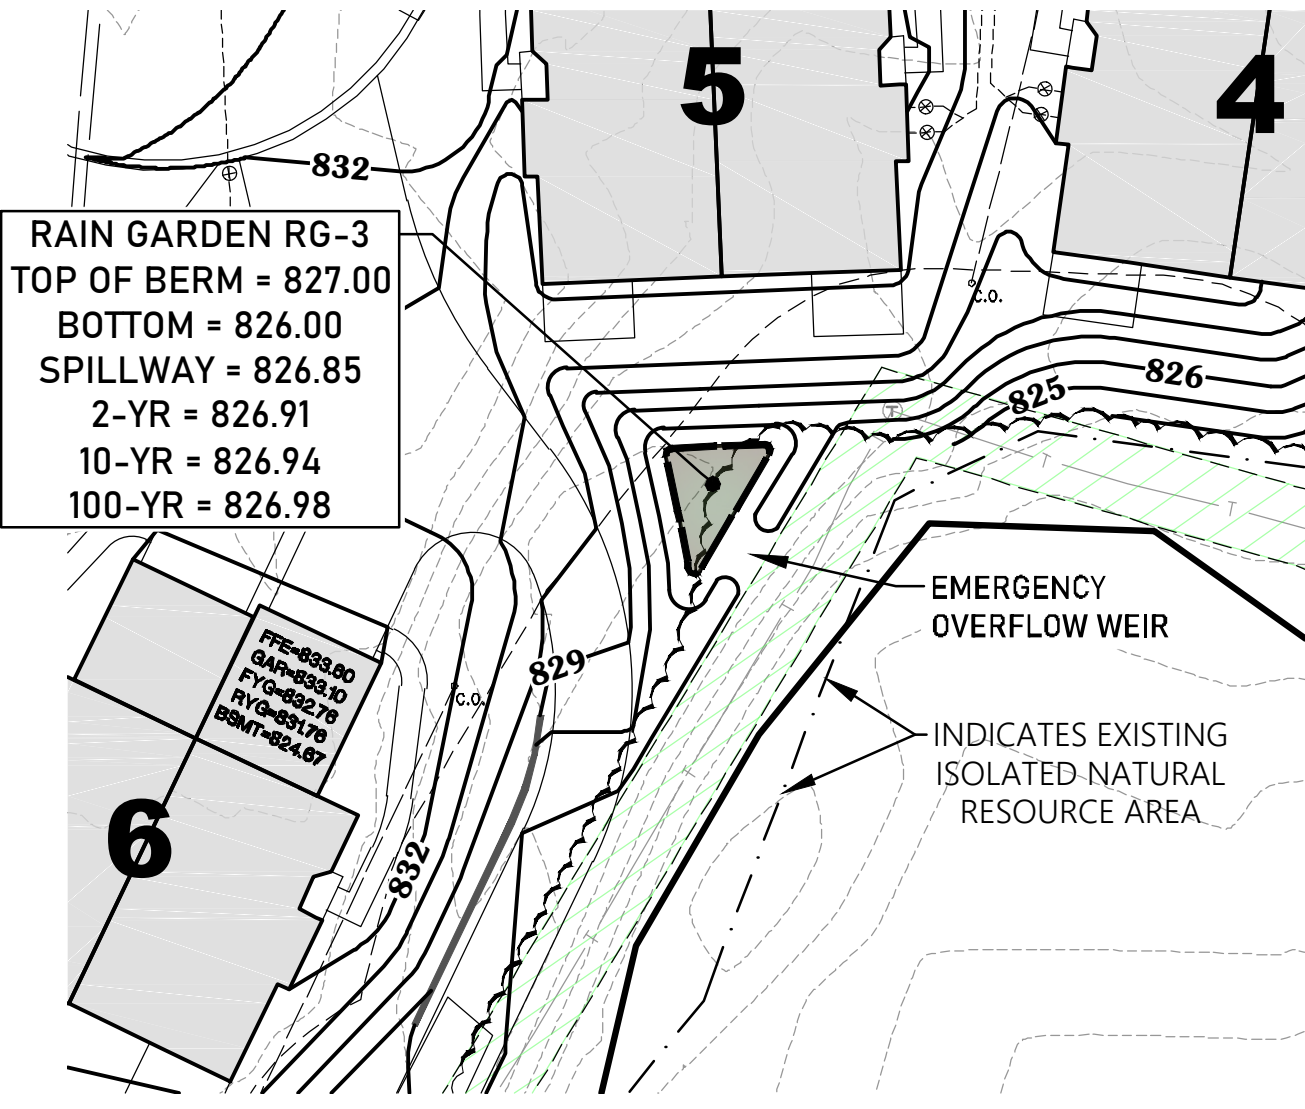 5
4
832
RAIN GARDEN RG-3
TOP OF BERM = 827.00
BOTTOM = 826.00
SPILLWAY = 826.85
2-YR = 826.91
10-YR = 826.94
100-YR = 826.98
C.O.
826
825
T
T
T
EMERGENCY
OVERFLOW WEIR
T
FFE=833.60
GAR=833.10
FYG=832.76
RYG=831.76
BSMT=824.67
829
C.O.
INDICATES EXISTING
ISOLATED NATURAL
RESOURCE AREA
T
6
832
T